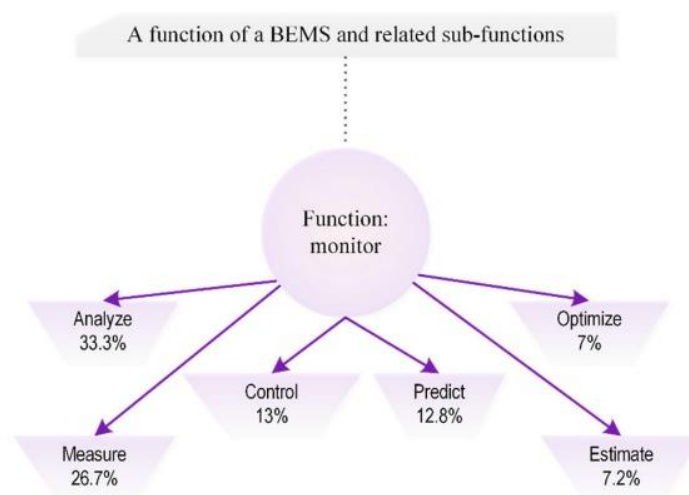 A function of a BEMS and related sub-functions
Function:
monitor
Analyze
33.3%
Optimize
7%
Control
13%
Predict
12.8%
Measure
26.7%
Estimate
7.2%